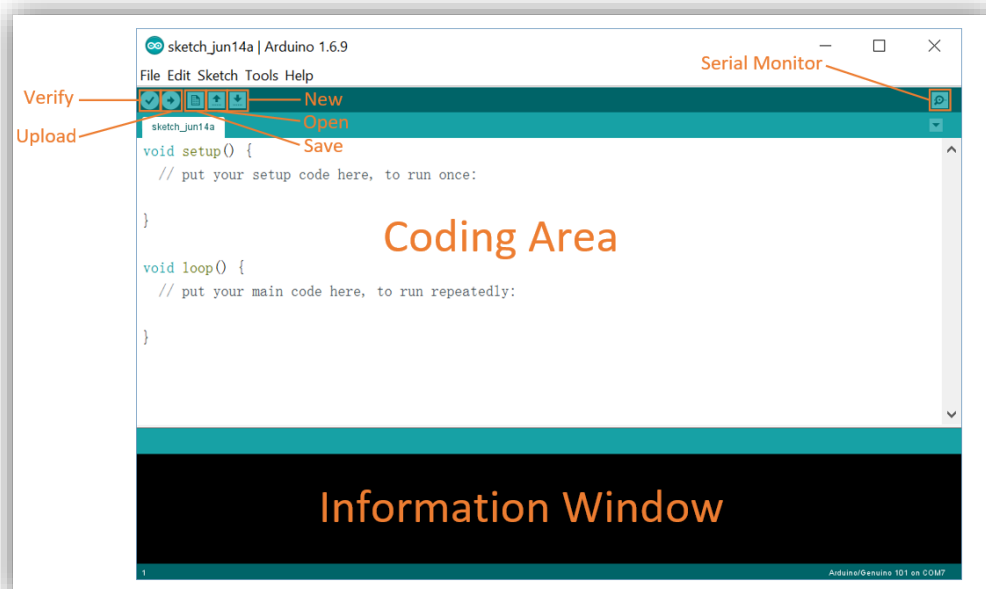 sketch_jun14a | Arduino 1.6.9
Serial Monitor
File Edit Sketch Tools Help
Verify
New
Upload
Open
sketch_jun14a
Save
void setup() {
// put your setup code here, to run once:
}
Coding Area
void loop() {
// put your main code here, to run repeatedly:
}
Information Window
1
Arduino/Genuino 101 on COM7